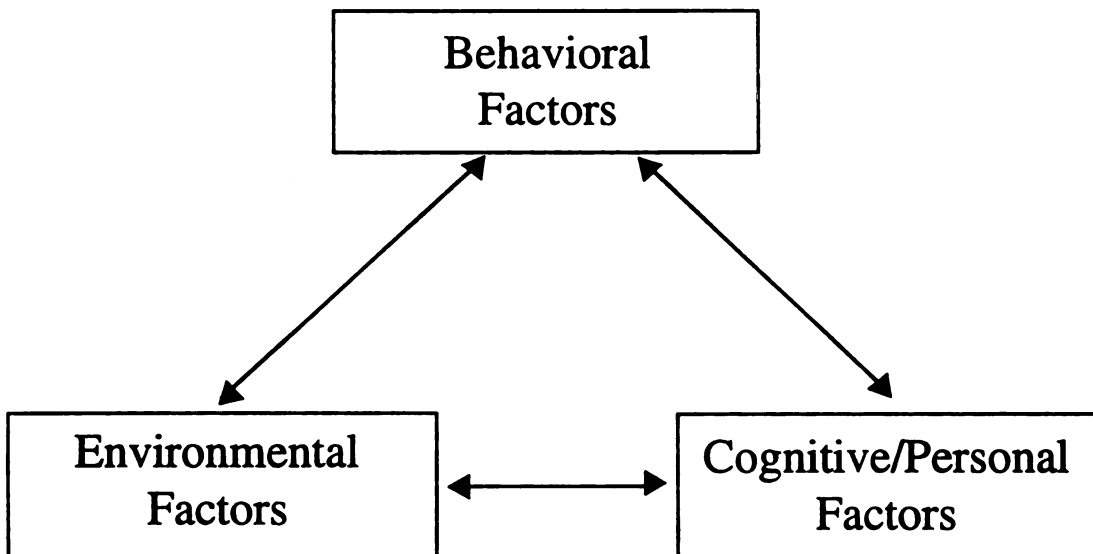 Behavioral
Factors
Environmental
Factors
Cognitive/Personal
Factors